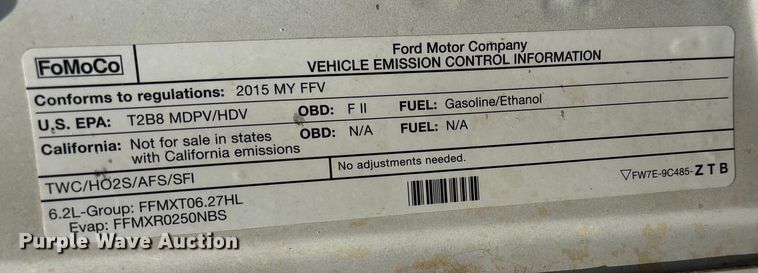 FoMoCo
Ford Motor Company
VEHICLE EMISSION CONTROL INFORMATION
Conforms to regulations: 2015 MY FFV
U.S. EPA: T2B8 MDPV/HDV OBD: F II FUEL: Gasoline/Ethanol
California: Not for sale in states with California emissions OBD: N/A FUEL: N/A
TWC/HO2S/AFS/SFI
No adjustments needed.
6.2L-Group: FFMXT06.27HL
Evap: FFMXR0250NBS
▽FW7E-9C485-ZTB
Purple Wave Auction